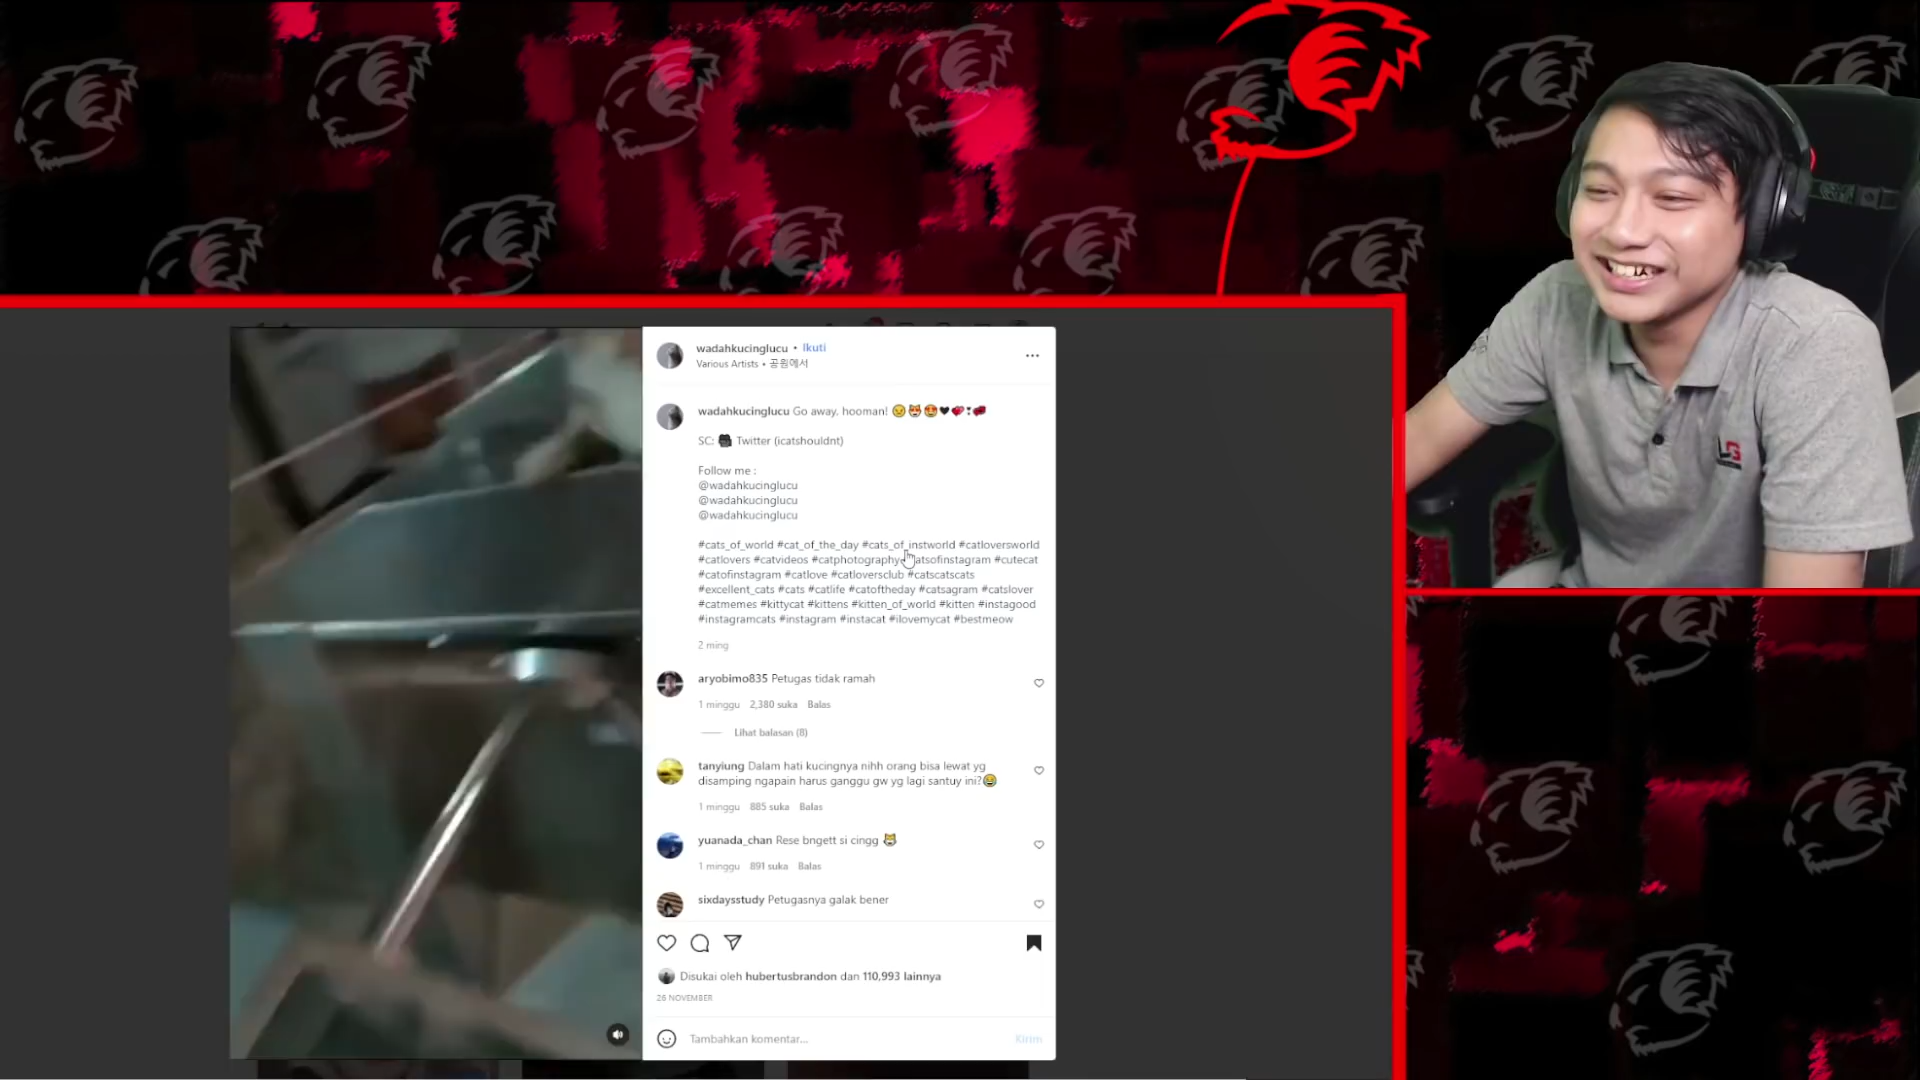 wadahkucinglucu • Ikuti
Various Artists • 공원에서
wadahkucinglucu Go away, hooman! 😒😻😍🖤💕❣💌
SC: Twitter (icatshouldnt)
Follow me :
@wadahkucinglucu
@wadahkucinglucu
@wadahkucinglucu
#cats_of_world #cat_of_the_day #cats_of_instworld #catloversworld
#catlovers #catvideos #catphotography #catsofinstagram #cutecat
#catofinstagram #catlove #catloversclub #catscatscats
#excellent_cats #cats #catlife #catoftheday #catsagram #catslover
#catmemes #kittycat #kittens #kitten_of_world #kitten #instagood
#instagramcats #instagram #instacat #ilovemycat #bestmeow
2 ming
aryobimo835 Petugas tidak ramah
1 minggu 2,380 suka Balas
Lihat balasan (8)
tanyiung Dalam hati kucingnya nihh orang bisa lewat yg
disamping ngapain harus ganggu gw yg lagi santuy ini?😂
1 minggu 885 suka Balas
yuanada_chan Rese bngett si cingg 😹
1 minggu 891 suka Balas
sixdaysstudy Petugasnya galak bener
Disukai oleh hubertusbrandon dan 110,993 lainnya
26 NOVEMBER
Tambahkan komentar...
Kirim